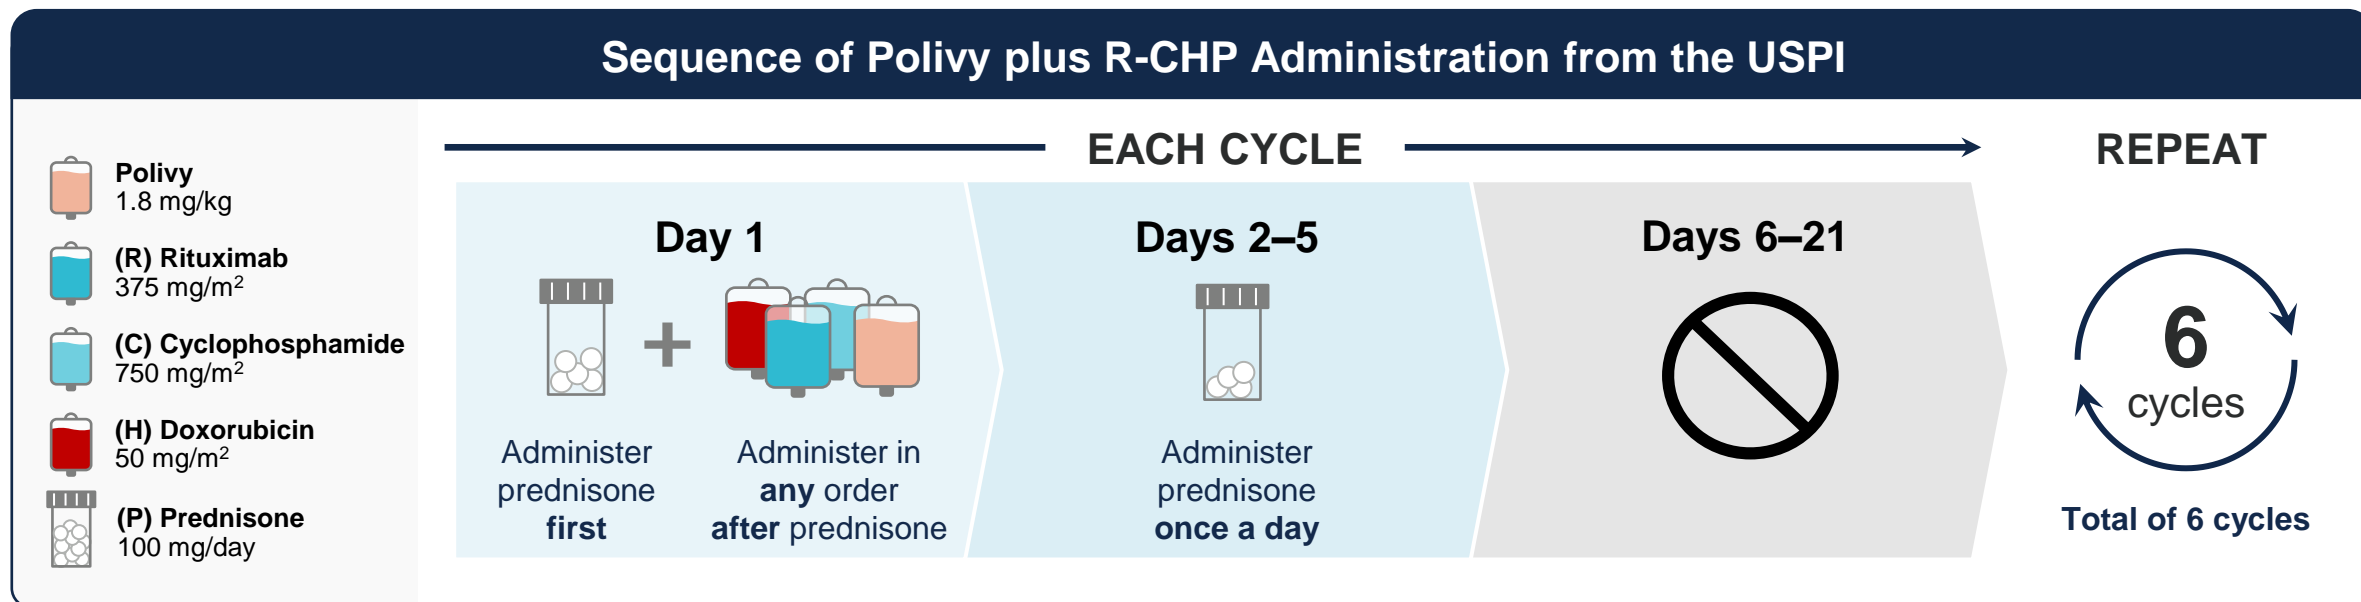 Sequence of Polivy plus R-CHP Administration from the USPI
Polivy
1.8 mg/kg
(R) Rituximab
375 mg/m²
(C) Cyclophosphamide
750 mg/m²
(H) Doxorubicin
50 mg/m²
(P) Prednisone
100 mg/day
EACH CYCLE
Day 1
Administer
prednisone
first
Administer in
any order
after prednisone
Days 2–5
Administer
prednisone
once a day
Days 6–21
REPEAT
6
cycles
Total of 6 cycles